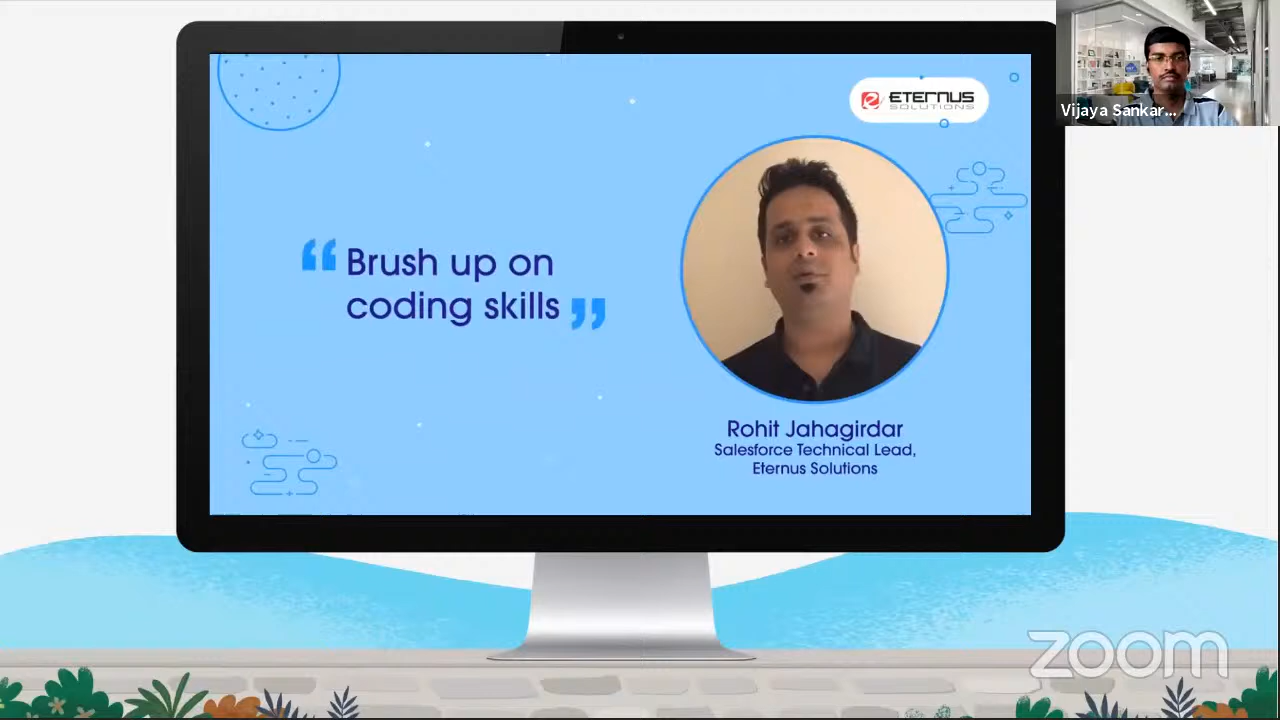 ETERNUS
SOLUTIONS
Vijaya Sankar...
“Brush up on
coding skills”
Rohit Jahagirdar
Salesforce Technical Lead,
Eternus Solutions
zoom